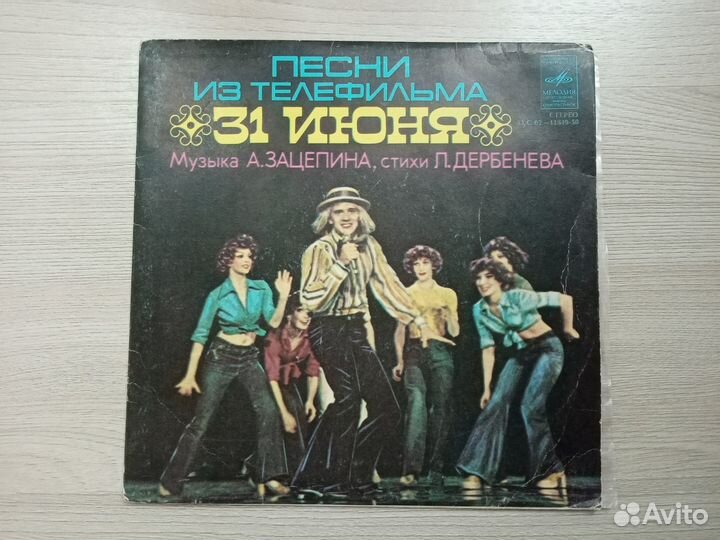 ПЕСНИ
ИЗ ТЕЛЕФИЛЬМА
31 ИЮНЯ
Музыка А.ЗАЦЕПИНА, стихи Л.ДЕРБЕНЕВА
МЕЛОДИЯ
СТЕРЕО
Avito